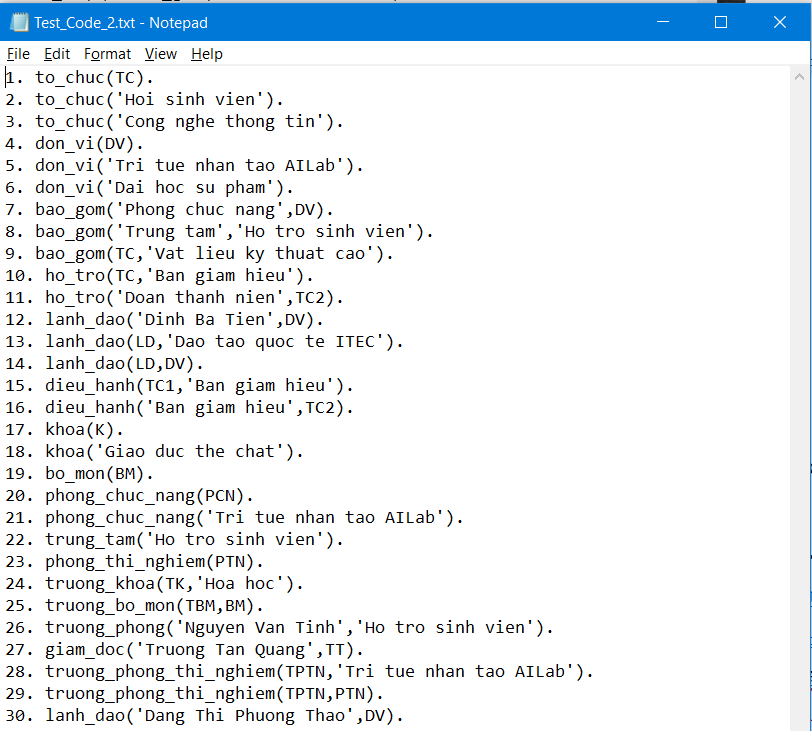 Test_Code_2.txt - Notepad
File Edit Format View Help
1. to_chuc(TC).
2. to_chuc('Hoi sinh vien').
3. to_chuc('Cong nghe thong tin').
4. don_vi(DV).
5. don_vi('Tri tue nhan tao AILab').
6. don_vi('Dai hoc su pham').
7. bao_gom('Phong chuc nang',DV).
8. bao_gom('Trung tam','Ho tro sinh vien').
9. bao_gom(TC,'Vat lieu ky thuat cao').
10. ho_tro(TC,'Ban giam hieu').
11. ho_tro('Doan thanh nien',TC2).
12. lanh_dao('Dinh Ba Tien',DV).
13. lanh_dao(LD,'Dao tao quoc te ITEC').
14. lanh_dao(LD,DV).
15. dieu_hanh(TC1,'Ban giam hieu').
16. dieu_hanh('Ban giam hieu',TC2).
17. khoa(K).
18. khoa('Giao duc the chat').
19. bo_mon(BM).
20. phong_chuc_nang(PCN).
21. phong_chuc_nang('Tri tue nhan tao AILab').
22. trung_tam('Ho tro sinh vien').
23. phong_thi_nghiem(PTN).
24. truong_khoa(TK,'Hoa hoc').
25. truong_bo_mon(TBM,BM).
26. truong_phong('Nguyen Van Tinh','Ho tro sinh vien').
27. giam_doc('Truong Tan Quang',TT).
28. truong_phong_thi_nghiem(TPTN,'Tri tue nhan tao AILab').
29. truong_phong_thi_nghiem(TPTN,PTN).
30. lanh_dao('Dang Thi Phuong Thao',DV).